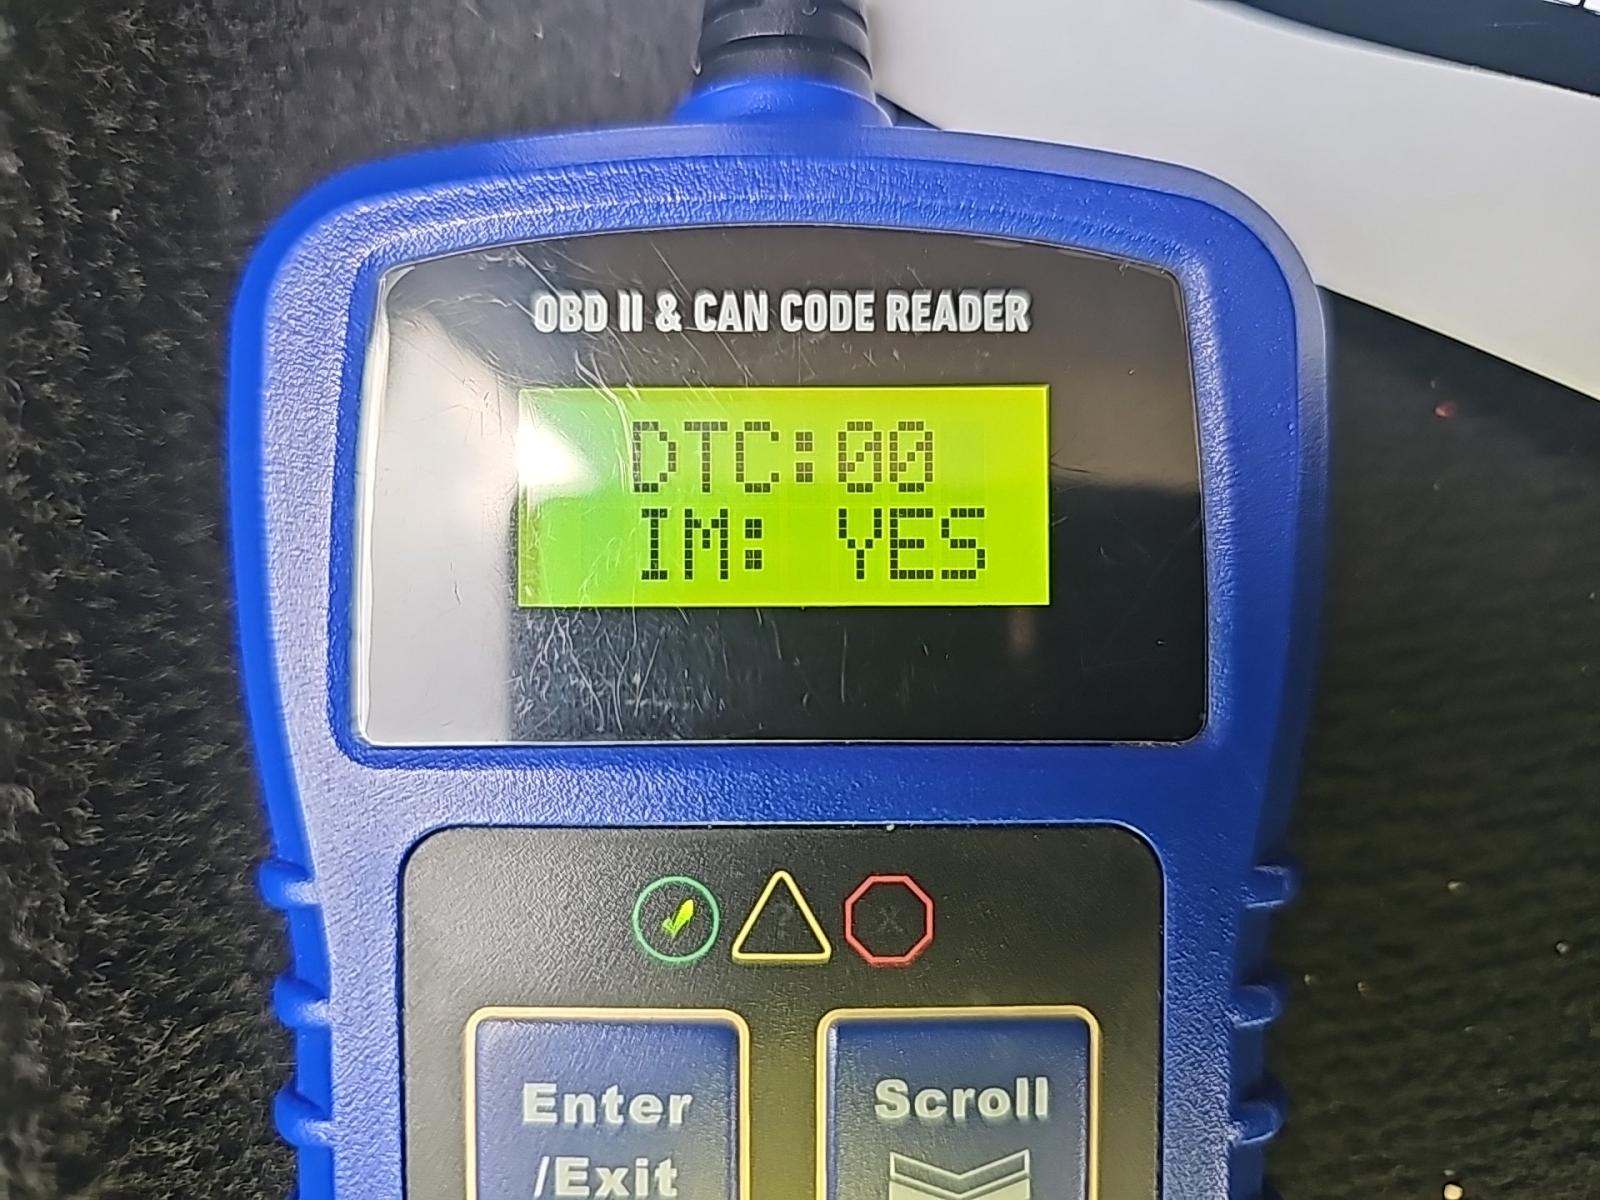 OBD II & CAN CODE READER
DTC:00
IM: YES
Enter
/Exit
Scroll